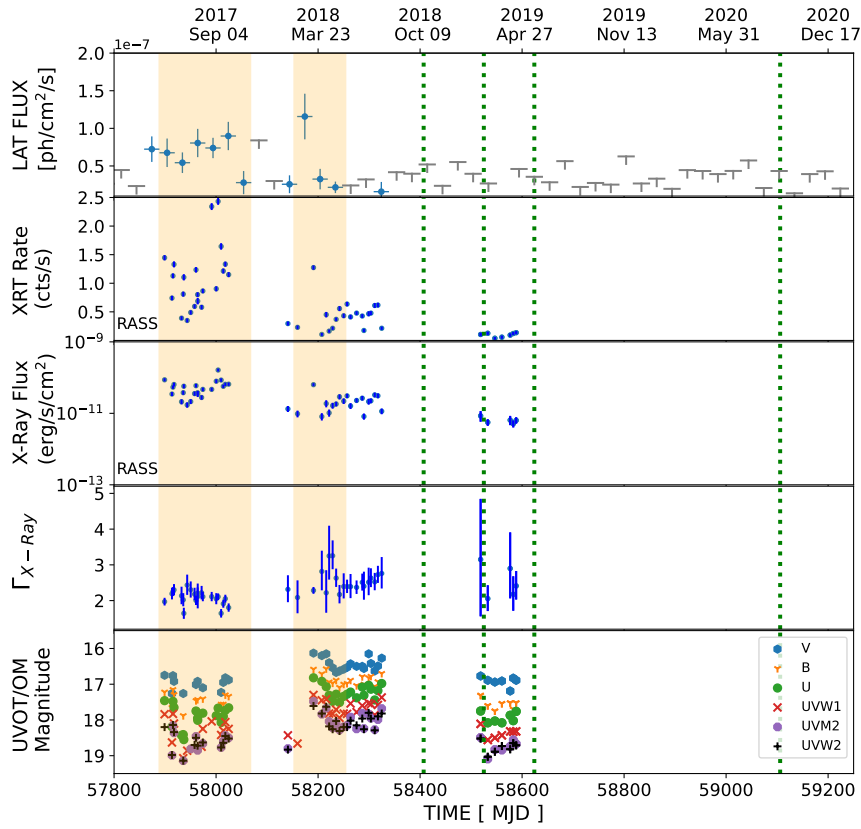 2017 2018 2018 2019 2019 2020 2020
Sep 04 Mar 23 Oct 09 Apr 27 Nov 13 May 31 Dec 17
1e−7
2.0
1.5
1.0
0.5
LAT FLUX
[ph/cm²/s]
2.5
2.0
1.5
1.0
0.5
XRT Rate
(cts/s)
RASS
10⁻⁹
10⁻¹¹
10⁻¹³
X-Ray Flux
(erg/s/cm²)
RASS
5
4
3
2
Γ_X−Ray
16
17
18
19
UVOT/OM
Magnitude
V
B
U
UVW1
UVM2
UVW2
57800 58000 58200 58400 58600 58800 59000 59200
TIME [ MJD ]